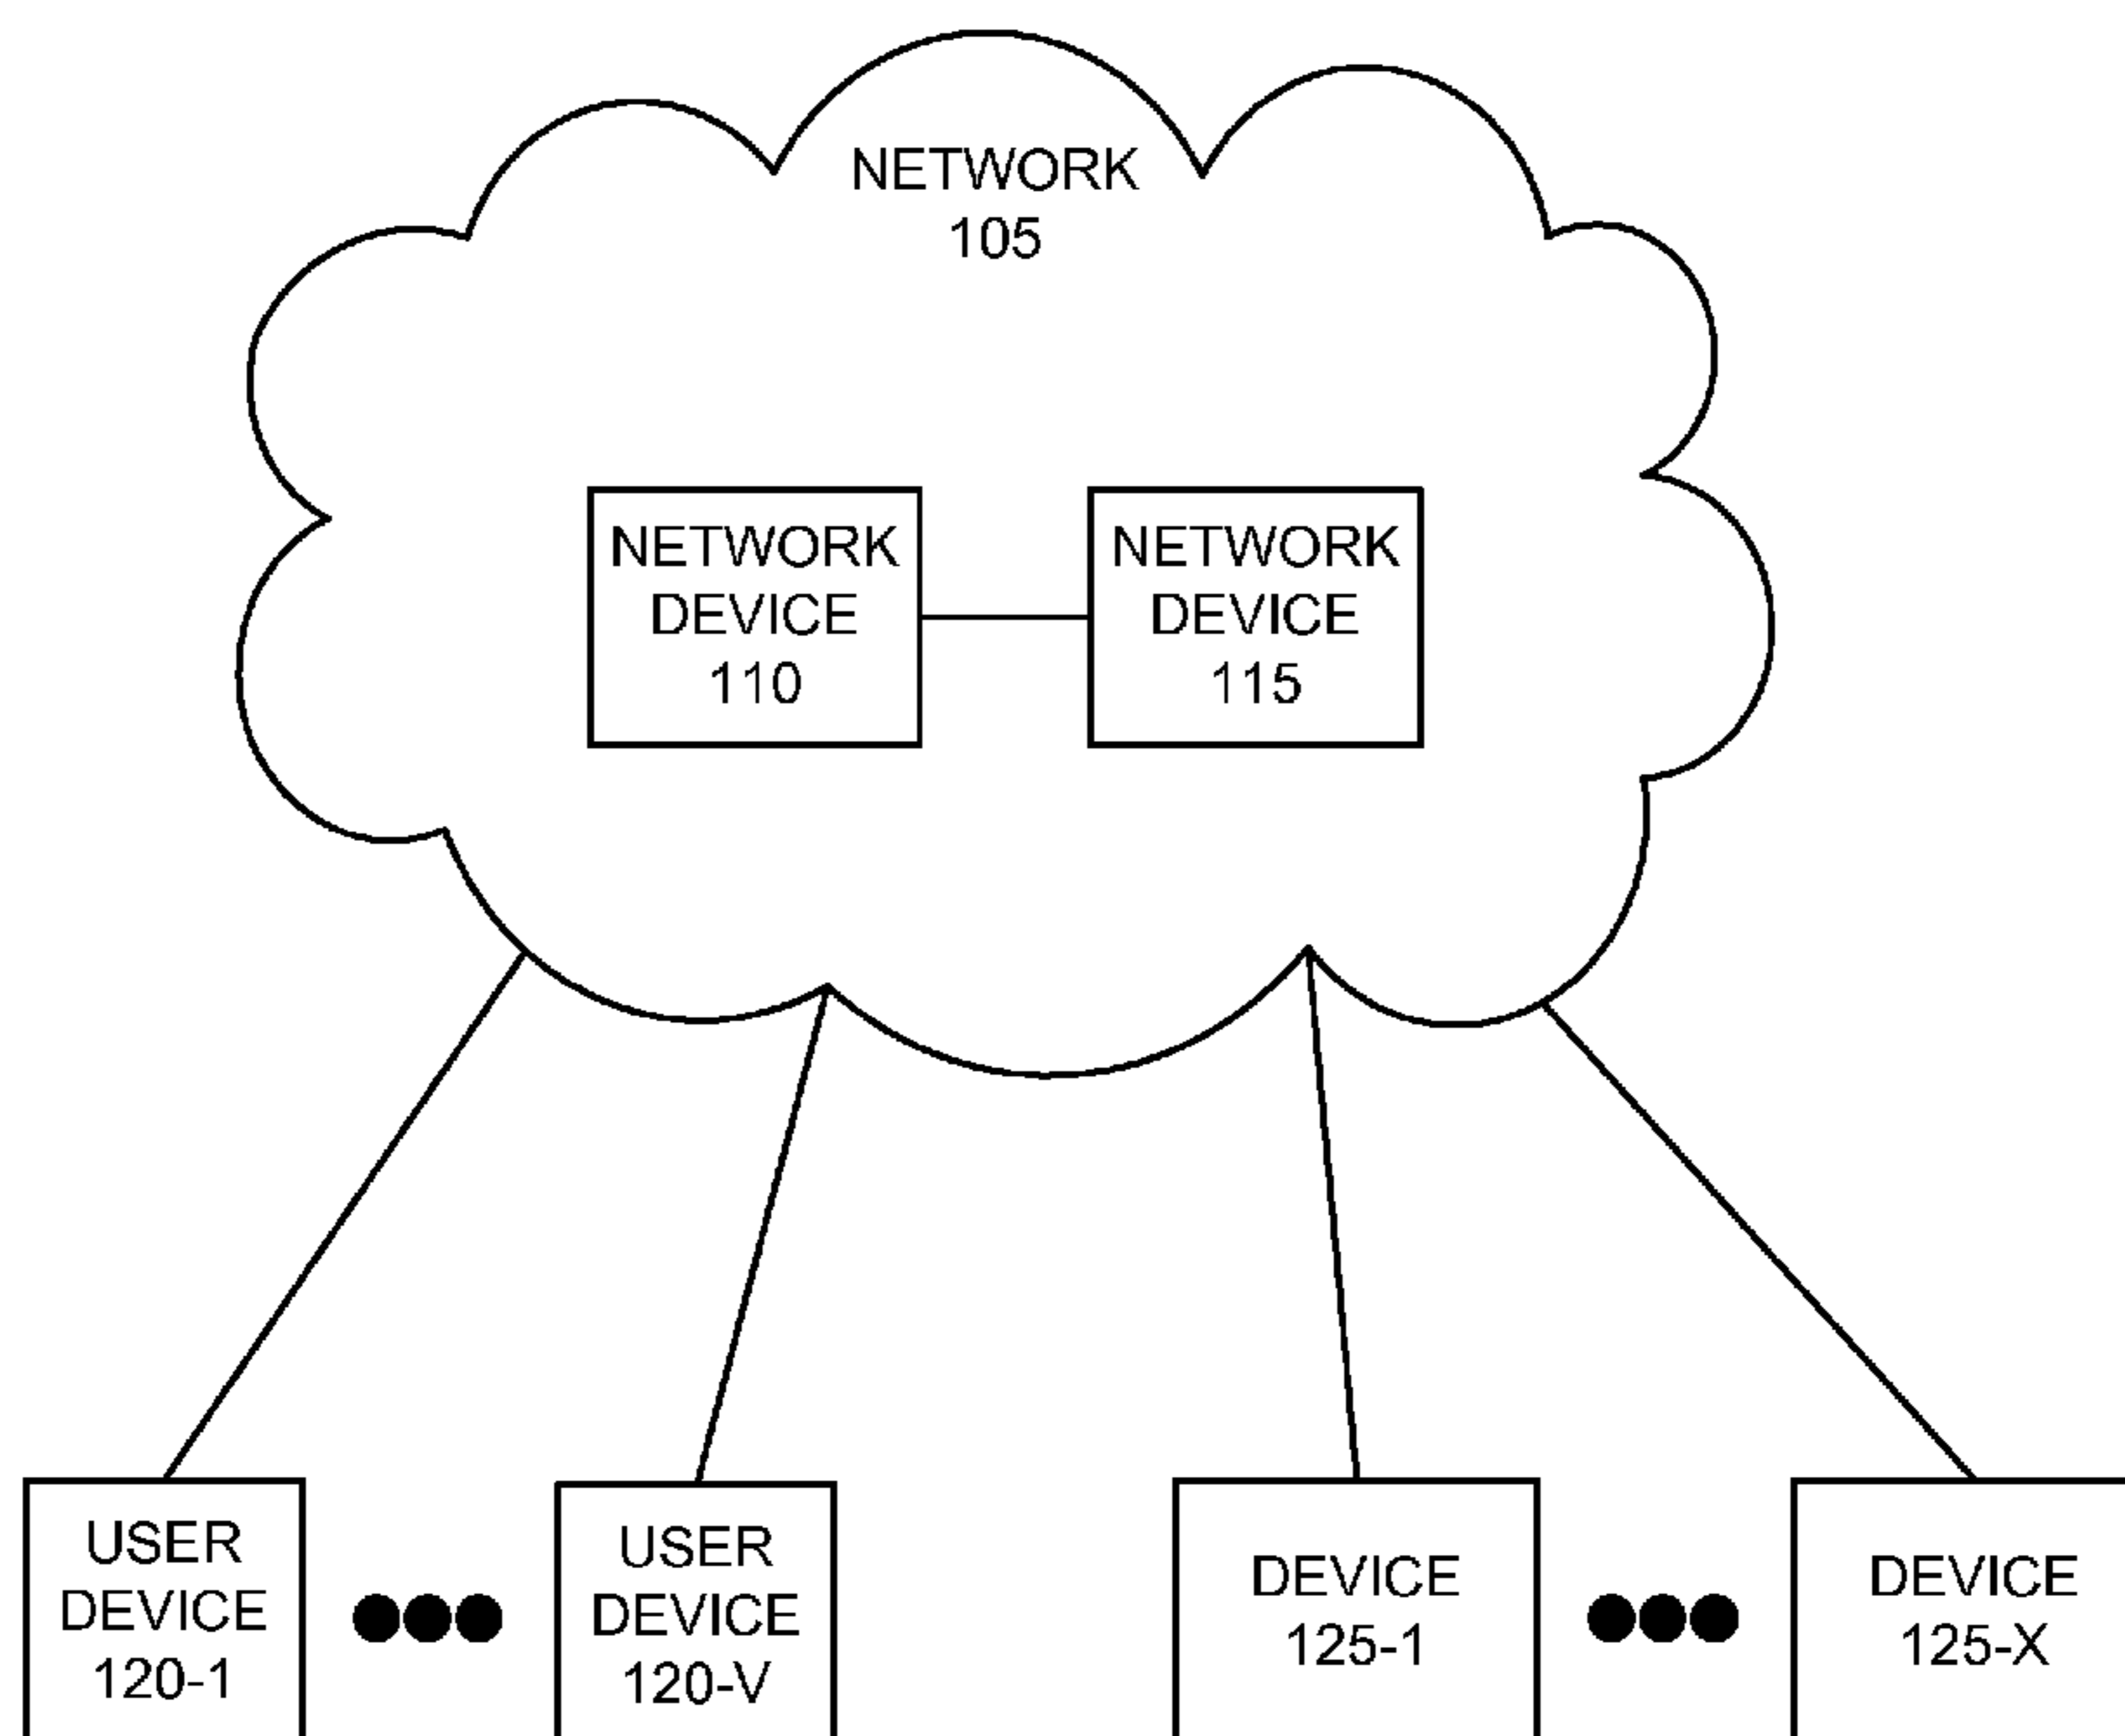 NETWORK
105
NETWORK
DEVICE
110
NETWORK
DEVICE
115
USER
DEVICE
120-1
USER
DEVICE
120-V
DEVICE
125-1
DEVICE
125-X